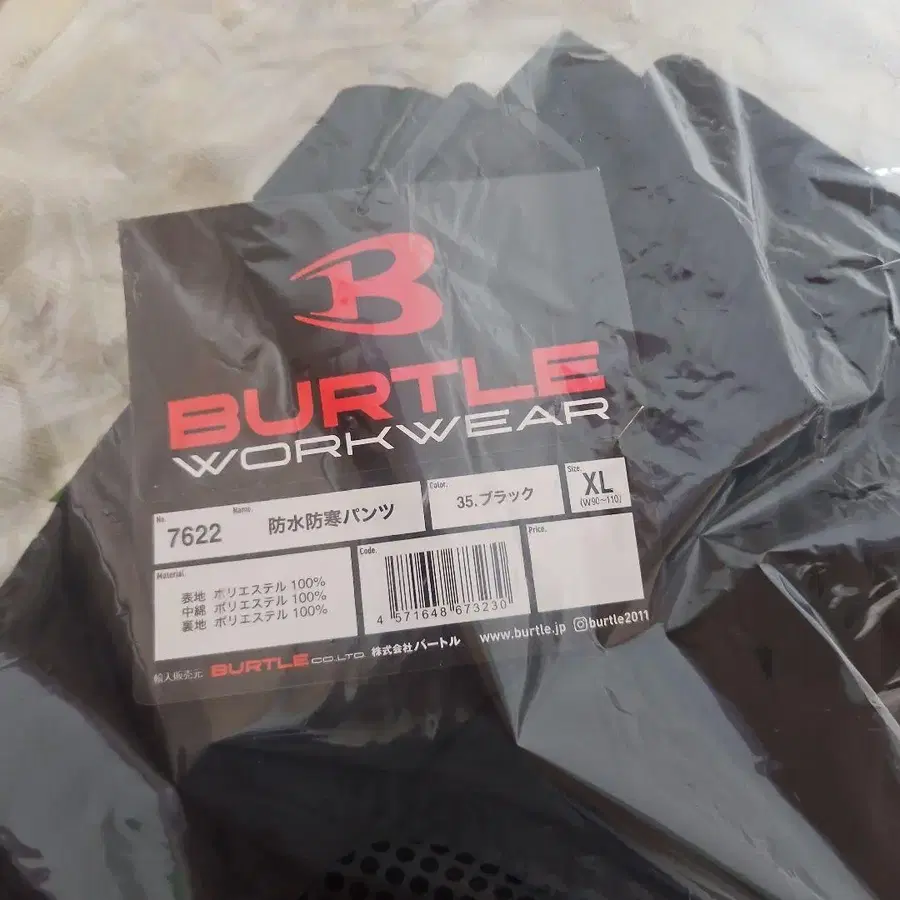 B
BURTLE
WORKWEAR
No. 7622
Name. 防水防寒パンツ
Color. 35.ブラック
Size. XL
(W90~110)
Material.
表地 ポリエステル 100%
中綿 ポリエステル 100%
裏地 ポリエステル 100%
Code.
4 571648 673230
Price.
輸入販売元 BURTLE CO.,LTD. 株式会社バートル www.burtle.jp burtle2011